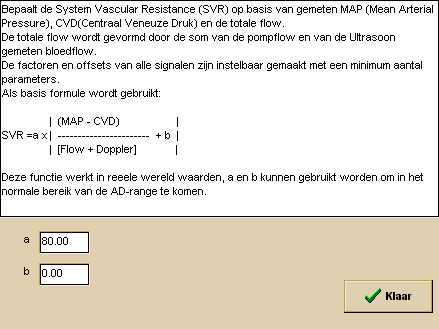 Bepaalt de System Vascular Resistance (SVR) op basis van gemeten MAP (Mean Arterial
Pressure), CVD(Centraal Veneuze Druk) en de totale flow.
De totale flow wordt gevormd door de som van de pompflow en van de Ultrasoon
gemeten bloedflow.
De factoren en offsets van alle signalen zijn instelbaar gemaakt met een minimum aantal
parameters.
Als basis formule wordt gebruikt:
| (MAP - CVD) |
SVR =a x| ----------------------- + b |
| [Flow + Doppler] |
Deze functie werkt in reeele wereld waarden, a en b kunnen gebruikt worden om in het
normale bereik van de AD-range te komen.
a 80.00
b 0.00
Klaar